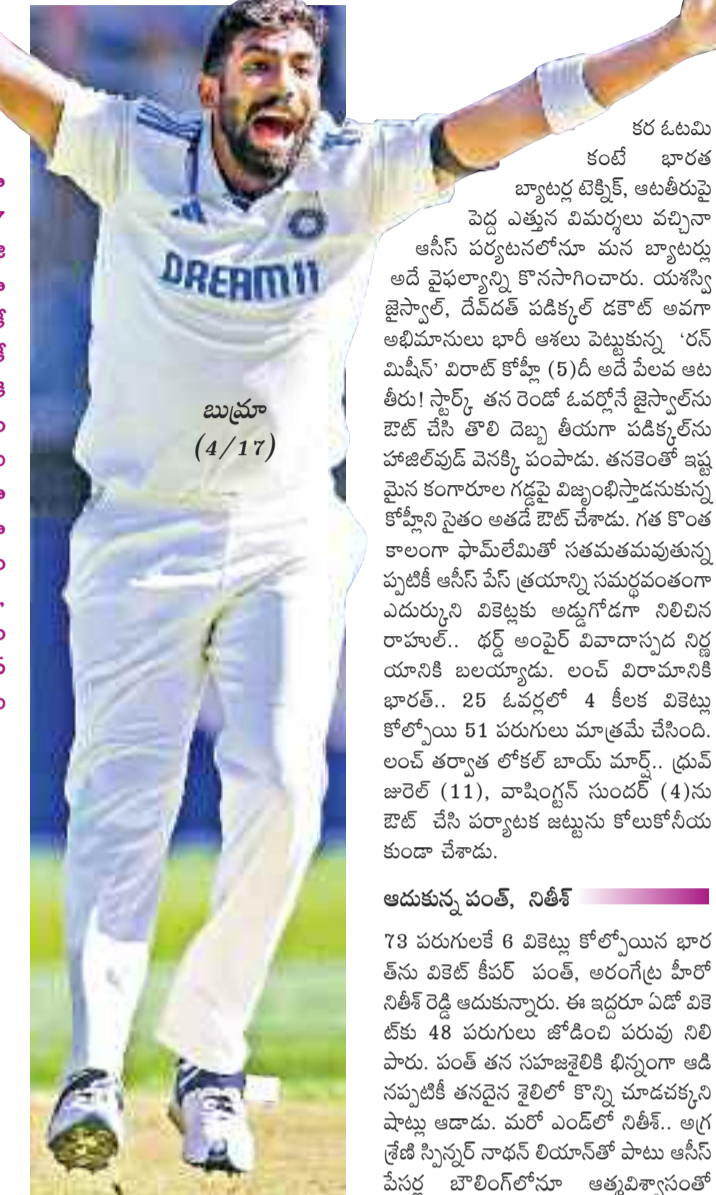 DREAM11
బుమ్రా
(4/17)
కర ఓటమి
కంటే భారత
బ్యాటర్ల టెక్నిక్, ఆటతీరుపై
పెద్ద ఎత్తున విమర్శలు వచ్చినా
ఆసీస్ పర్యటనలోనూ మన బ్యాటర్లు
అదే వైఫల్యాన్ని కొనసాగించారు. యశస్వి
జైస్వాల్, దేవ్‌దత్ పడిక్కల్ డకౌట్ అవగా
అభిమానులు భారీ ఆశలు పెట్టుకున్న ‘రన్
మిషీన్’ విరాట్ కోహ్లీ (5)దీ అదే పేలవ ఆట
తీరు! స్టార్క్ తన రెండో ఓవర్లోనే జైస్వాల్‌ను
ఔట్ చేసి తొలి దెబ్బ తీయగా పడిక్కల్‌ను
హాజిల్‌వుడ్ వెనక్కి పంపాడు. తనకెంతో ఇష్ట
మైన కంగారూల గడ్డపై విజృంభిస్తాడనుకున్న
కోహ్లీని సైతం అతడే ఔట్ చేశాడు. గత కొంత
కాలంగా ఫామ్‌లేమితో సతమతమవుతున్న
ప్పటికీ ఆసీస్ పేస్ త్రయాన్ని సమర్థవంతంగా
ఎదుర్కుని వికెట్లకు అడ్డుగోడగా నిలిచిన
రాహుల్.. థర్డ్ అంపైర్ వివాదాస్పద నిర్ణ
యానికి బలయ్యాడు. లంచ్ విరామానికి
భారత్.. 25 ఓవర్లలో 4 కీలక వికెట్లు
కోల్పోయి 51 పరుగులు మాత్రమే చేసింది.
లంచ్ తర్వాత లోకల్ బాయ్ మార్ష్.. ధ్రువ్
జురెల్ (11), వాషింగ్టన్ సుందర్ (4)ను
ఔట్ చేసి పర్యాటక జట్టును కోలుకోనీయ
కుండా చేశాడు.
ఆదుకున్న పంత్, నితీశ్
73 పరుగులకే 6 వికెట్లు కోల్పోయిన భార
త్‌ను వికెట్ కీపర్ పంత్, అరంగేట్ర హీరో
నితీశ్ రెడ్డి ఆదుకున్నారు. ఈ ఇద్దరూ ఏడో వికె
ట్‌కు 48 పరుగులు జోడించి పరువు నిలి
పారు. పంత్ తన సహజశైలికి భిన్నంగా ఆడి
నప్పటికీ తనదైన శైలిలో కొన్ని చూడచక్కని
షాట్లు ఆడాడు. మరో ఎండ్‌లో నితీశ్.. అగ్ర
శ్రేణి స్పిన్నర్ నాథన్ లియాన్‌తో పాటు ఆసీస్
పేసర్ల బౌలింగ్‌లోనూ ఆత్మవిశ్వాసంతో